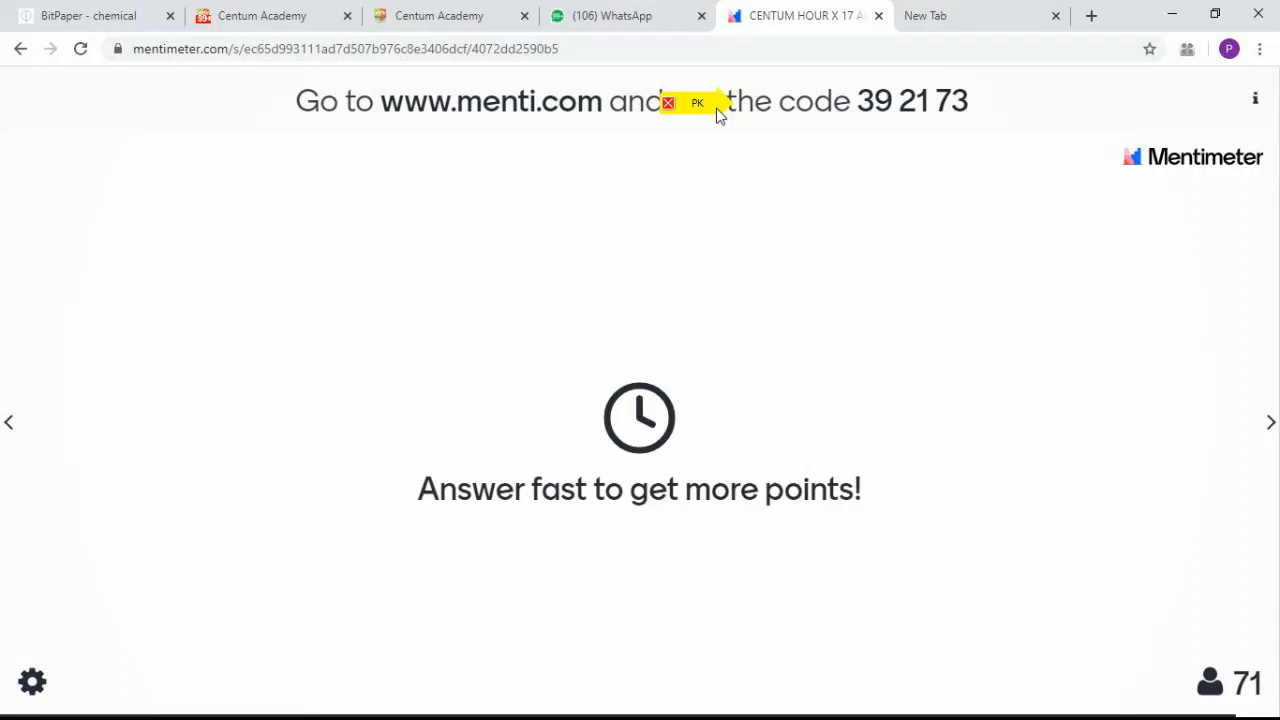 BitPaper - chemical
Centum Academy
Centum Academy
(106) WhatsApp
CENTUM HOUR X 17 A
New Tab
mentimeter.com/s/ec65d993111ad7d507b976c8e3406dcf/4072dd2590b5
P
Go to www.menti.com and PK the code 39 21 73
Mentimeter
Answer fast to get more points!
71